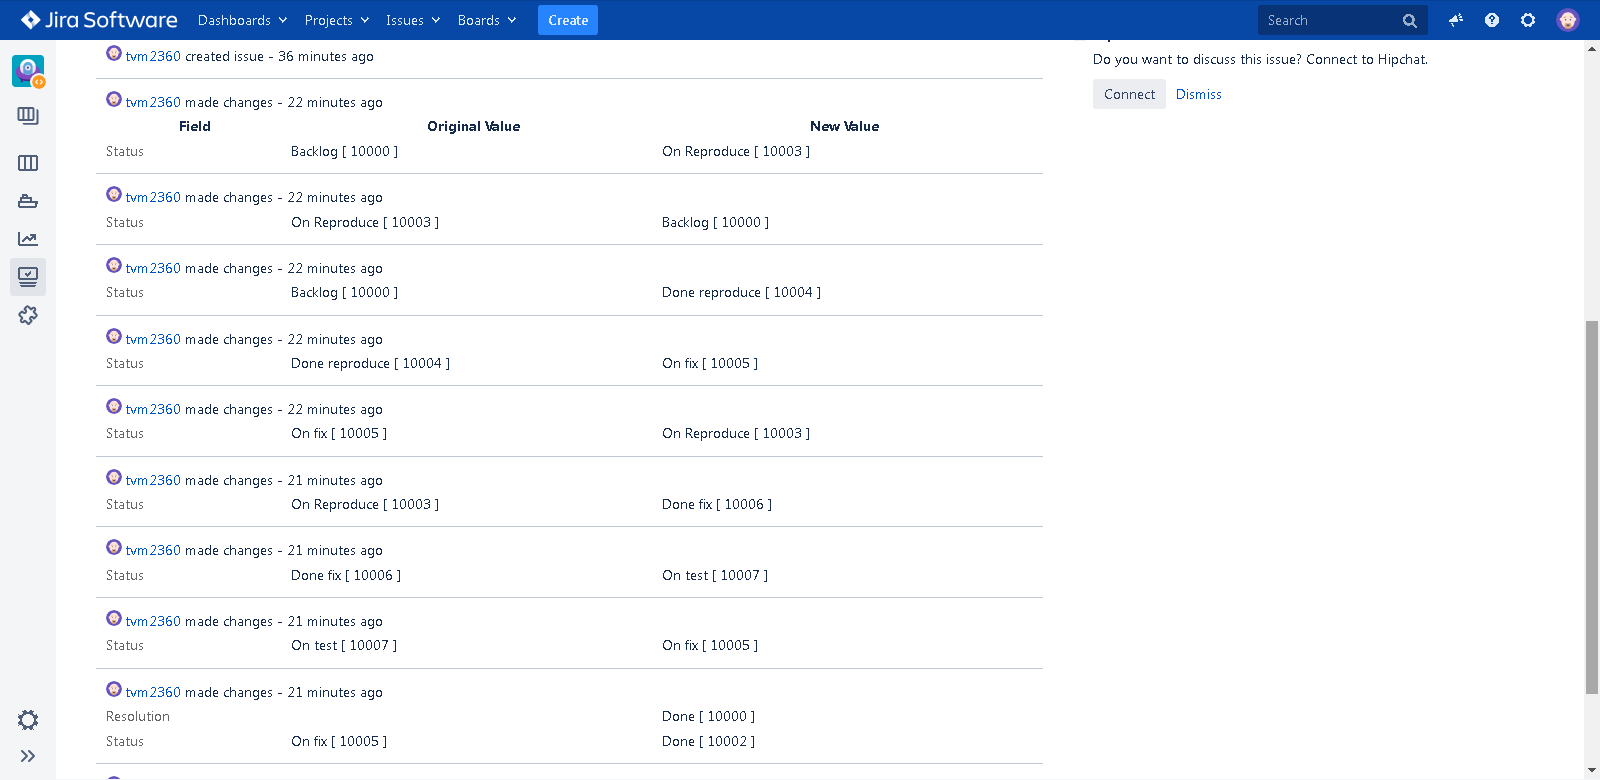 Jira Software Dashboards Projects Issues Boards Create Search
tvm2360 created issue - 36 minutes ago
Do you want to discuss this issue? Connect to Hipchat.
Connect Dismiss
tvm2360 made changes - 22 minutes ago
Field Original Value New Value
Status Backlog [ 10000 ] On Reproduce [ 10003 ]
tvm2360 made changes - 22 minutes ago
Status On Reproduce [ 10003 ] Backlog [ 10000 ]
tvm2360 made changes - 22 minutes ago
Status Backlog [ 10000 ] Done reproduce [ 10004 ]
tvm2360 made changes - 22 minutes ago
Status Done reproduce [ 10004 ] On fix [ 10005 ]
tvm2360 made changes - 22 minutes ago
Status On fix [ 10005 ] On Reproduce [ 10003 ]
tvm2360 made changes - 21 minutes ago
Status On Reproduce [ 10003 ] Done fix [ 10006 ]
tvm2360 made changes - 21 minutes ago
Status Done fix [ 10006 ] On test [ 10007 ]
tvm2360 made changes - 21 minutes ago
Status On test [ 10007 ] On fix [ 10005 ]
tvm2360 made changes - 21 minutes ago
Resolution Done [ 10000 ]
Status On fix [ 10005 ] Done [ 10002 ]